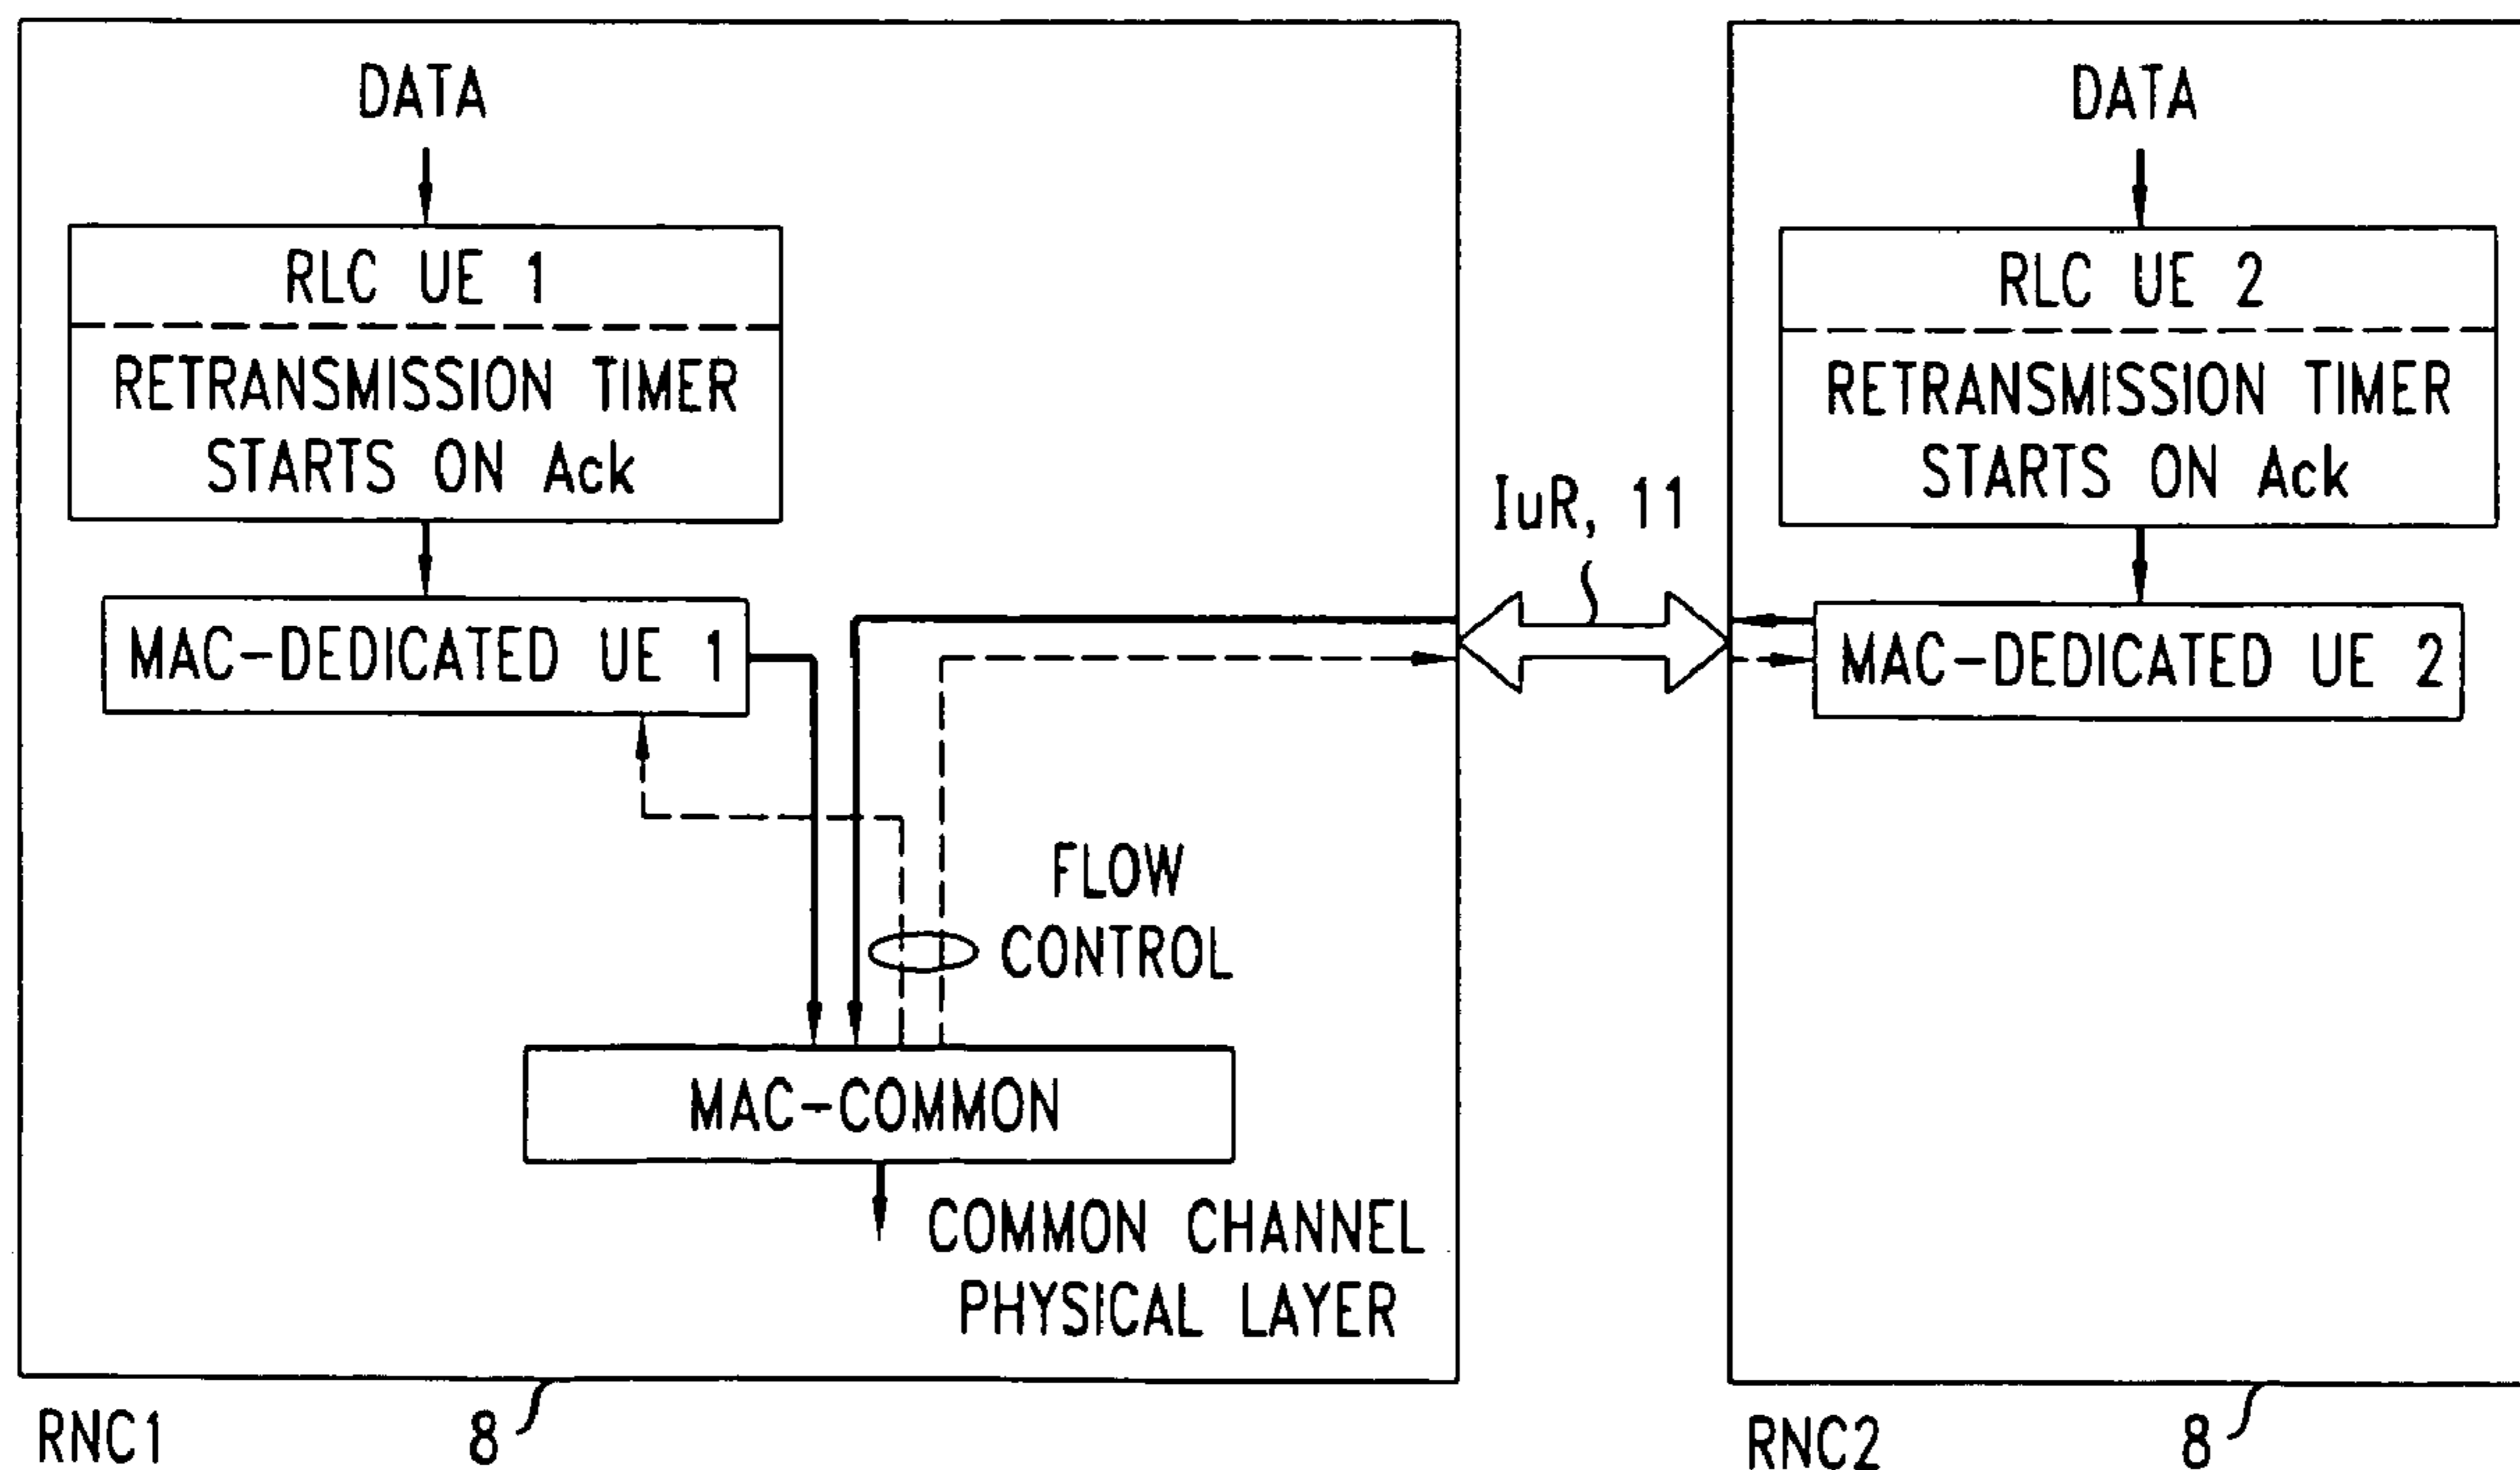 DATA
RLC UE 1
RETRANSMISSION TIMER
STARTS ON Ack
MAC-DEDICATED UE 1
FLOW
CONTROL
MAC-COMMON
COMMON CHANNEL
PHYSICAL LAYER
RNC1
8
IuR, 11
DATA
RLC UE 2
RETRANSMISSION TIMER
STARTS ON Ack
MAC-DEDICATED UE 2
RNC2
8